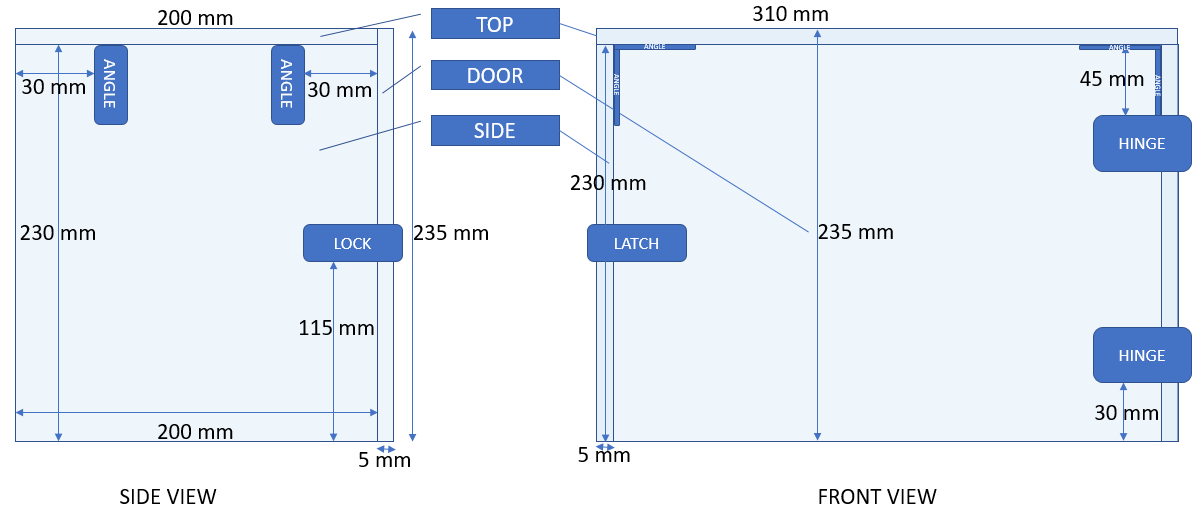 200 mm
310 mm
TOP
DOOR
SIDE
ANGLE
ANGLE
30 mm
30 mm
230 mm
LOCK
235 mm
115 mm
200 mm
5 mm
SIDE VIEW
ANGLE
ANGLE
ANGLE
ANGLE
45 mm
HINGE
230 mm
LATCH
235 mm
HINGE
30 mm
5 mm
FRONT VIEW